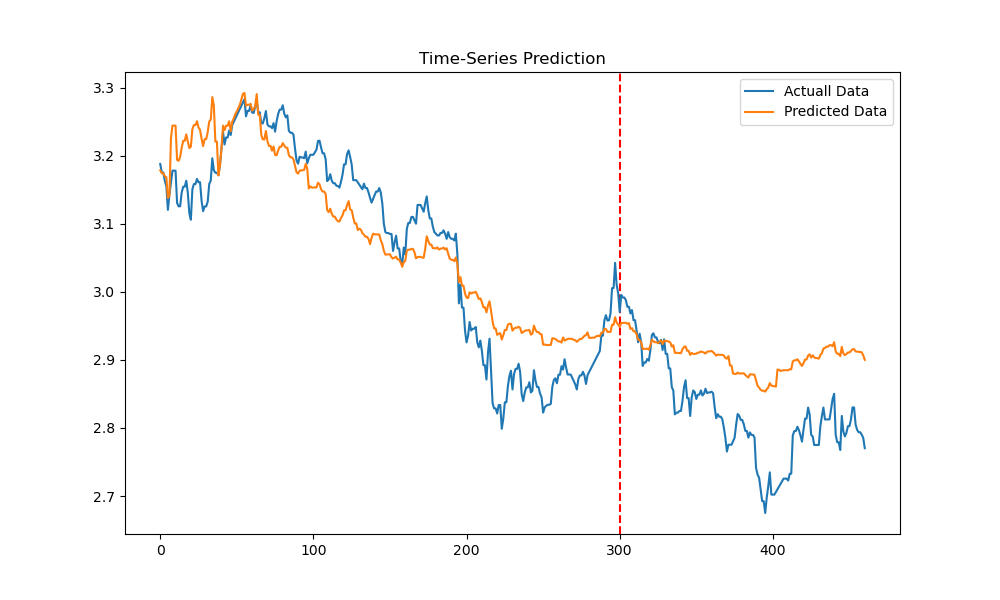 Time-Series Prediction
Actuall Data
Predicted Data
3.3
3.2
3.1
3.0
2.9
2.8
2.7
0 100 200 300 400